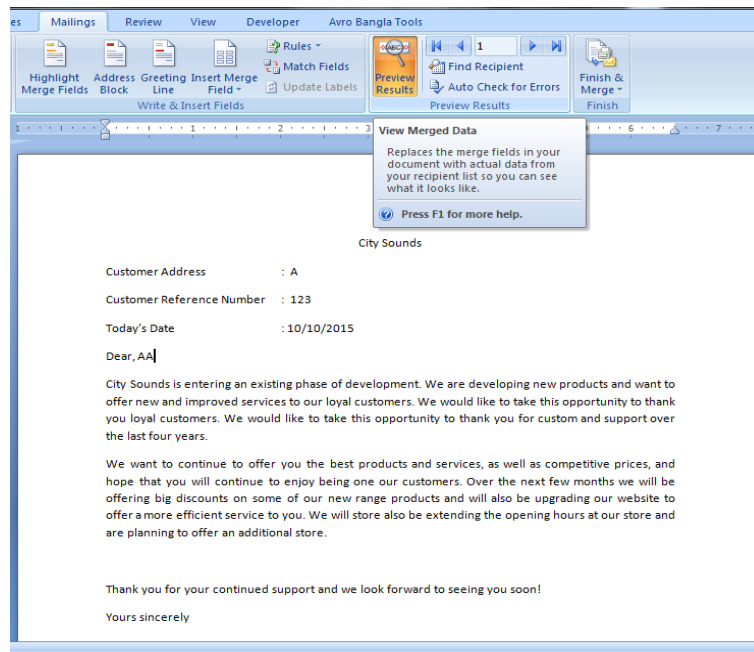 es Mailings Review View Developer Avro Bangla Tools
Highlight Merge Fields
Address Block
Greeting Line
Insert Merge Field
Rules
Match Fields
Update Labels
Write & Insert Fields
«ABC»
Preview Results
1
Find Recipient
Auto Check for Errors
Preview Results
Finish & Merge
Finish
1 1 2 3 6 7
View Merged Data
Replaces the merge fields in your
document with actual data from
your recipient list so you can see
what it looks like.
Press F1 for more help.
City Sounds
Customer Address : A
Customer Reference Number : 123
Today's Date : 10/10/2015
Dear, AA
City Sounds is entering an existing phase of development. We are developing new products and want to
offer new and improved services to our loyal customers. We would like to take this opportunity to thank
you loyal customers. We would like to take this opportunity to thank you for custom and support over
the last four years.
We want to continue to offer you the best products and services, as well as competitive prices, and
hope that you will continue to enjoy being one our customers. Over the next few months we will be
offering big discounts on some of our new range products and will also be upgrading our website to
offer a more efficient service to you. We will store also be extending the opening hours at our store and
are planning to offer an additional store.
Thank you for your continued support and we look forward to seeing you soon!
Yours sincerely